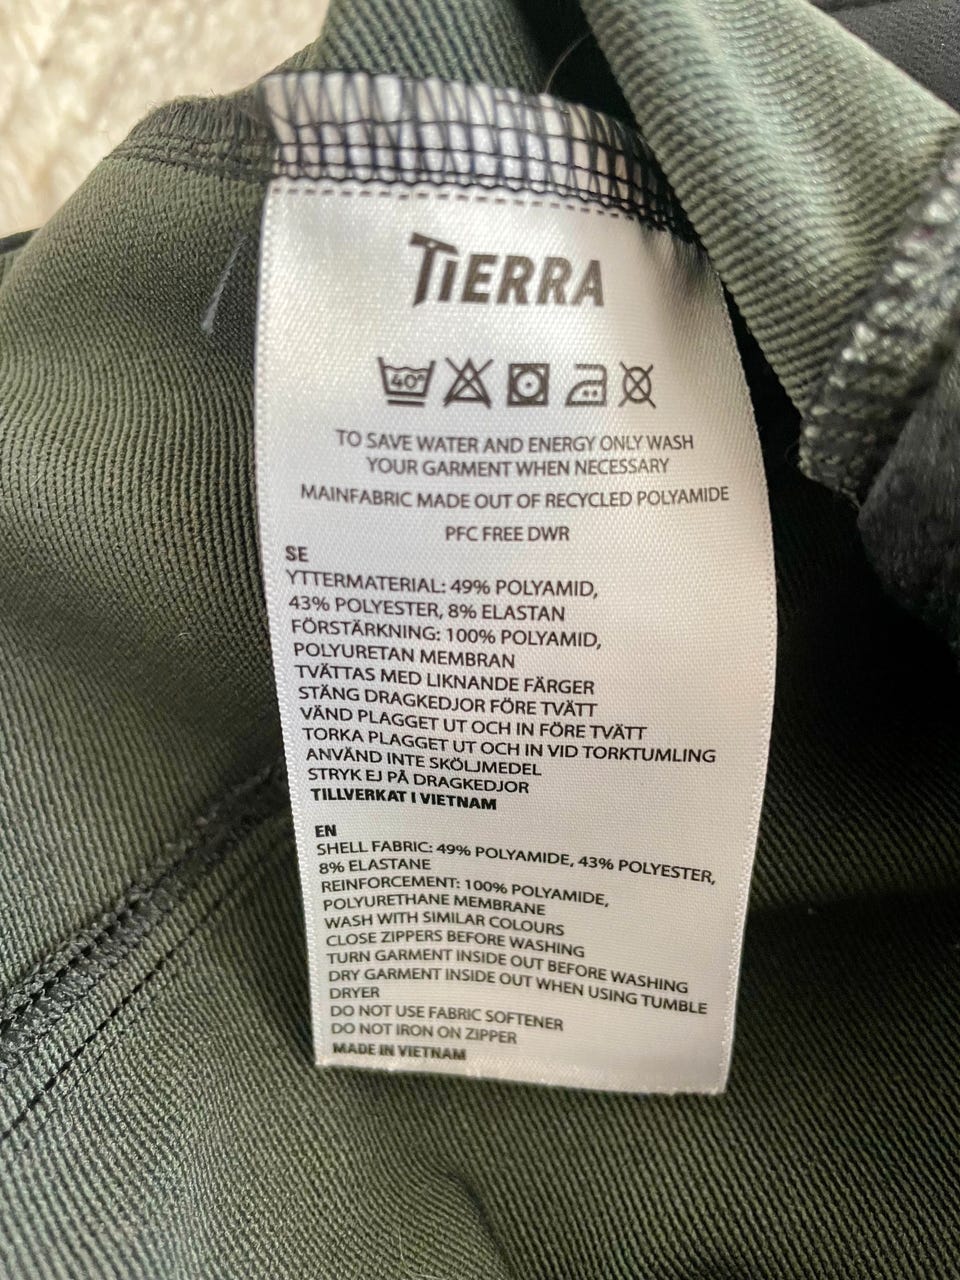 TIERRA
40°
TO SAVE WATER AND ENERGY ONLY WASH
YOUR GARMENT WHEN NECESSARY
MAINFABRIC MADE OUT OF RECYCLED POLYAMIDE
PFC FREE DWR
SE
YTTERMATERIAL: 49% POLYAMID,
43% POLYESTER, 8% ELASTAN
FÖRSTÄRKNING: 100% POLYAMID,
POLYURETAN MEMBRAN
TVÄTTAS MED LIKNANDE FÄRGER
STÄNG DRAGKEDJOR FÖRE TVÄTT
VÄND PLAGGET UT OCH IN FÖRE TVÄTT
TORKA PLAGGET UT OCH IN VID TORKTUMLING
ANVÄND INTE SKÖLJMEDEL
STRYK EJ PÅ DRAGKEDJOR
TILLVERKAT I VIETNAM
EN
SHELL FABRIC: 49% POLYAMIDE, 43% POLYESTER,
8% ELASTANE
REINFORCEMENT: 100% POLYAMIDE,
POLYURETHANE MEMBRANE
WASH WITH SIMILAR COLOURS
CLOSE ZIPPERS BEFORE WASHING
TURN GARMENT INSIDE OUT BEFORE WASHING
DRY GARMENT INSIDE OUT WHEN USING TUMBLE
DRYER
DO NOT USE FABRIC SOFTENER
DO NOT IRON ON ZIPPER
MADE IN VIETNAM